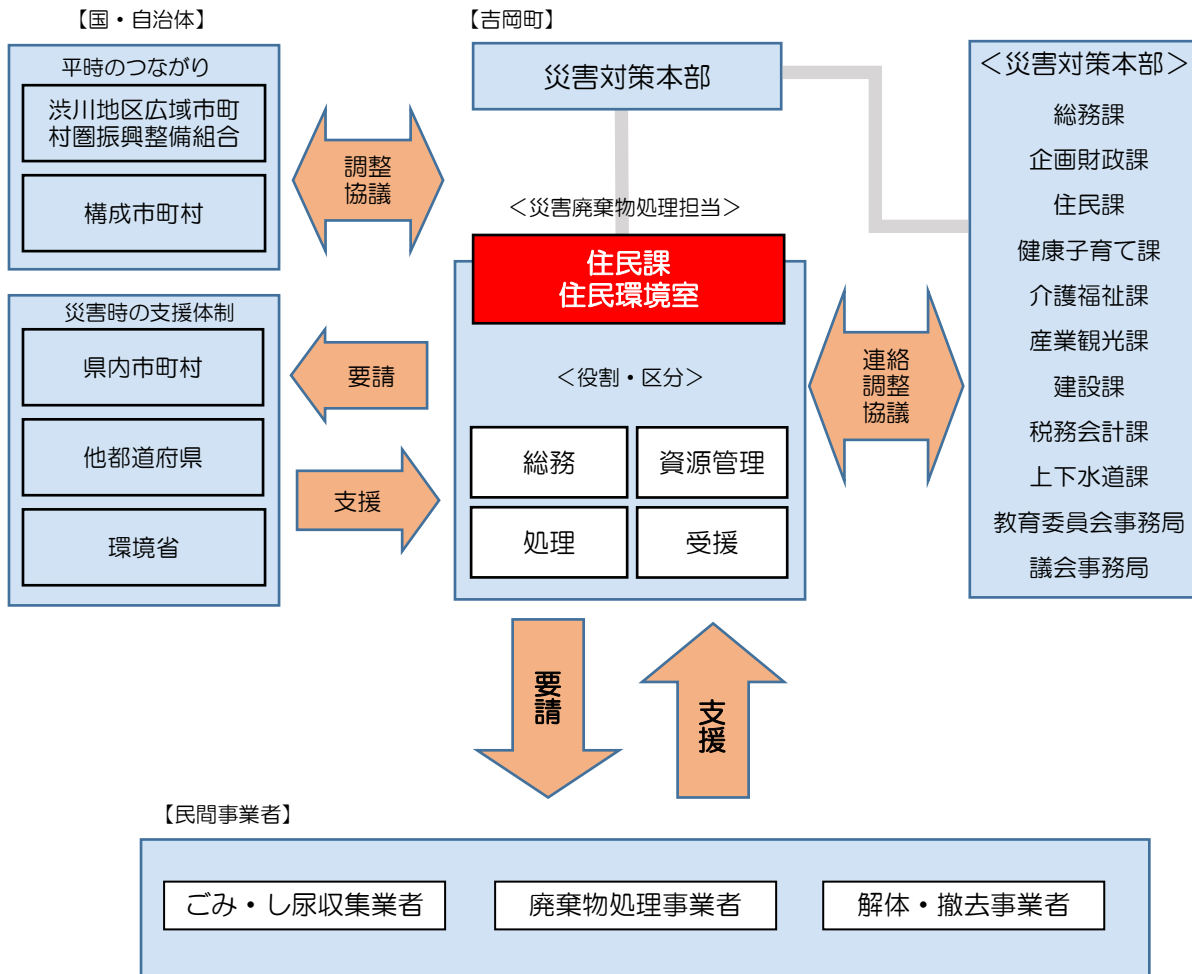 【国・自治体】
平時のつながり
渋川地区広域市町
村圏振興整備組合
構成市町村
災害時の支援体制
県内市町村
他都道府県
環境省
調整
協議
要請
支援
【吉岡町】
災害対策本部
＜災害廃棄物処理担当＞
住民課
住民環境室
＜役割・区分＞
総務
資源管理
処理
受援
連絡
調整
協議
＜災害対策本部＞
総務課
企画財政課
住民課
健康子育て課
介護福祉課
産業観光課
建設課
税務会計課
上下水道課
教育委員会事務局
議会事務局
要請
支援
【民間事業者】
ごみ・し尿収集業者
廃棄物処理事業者
解体・撤去事業者